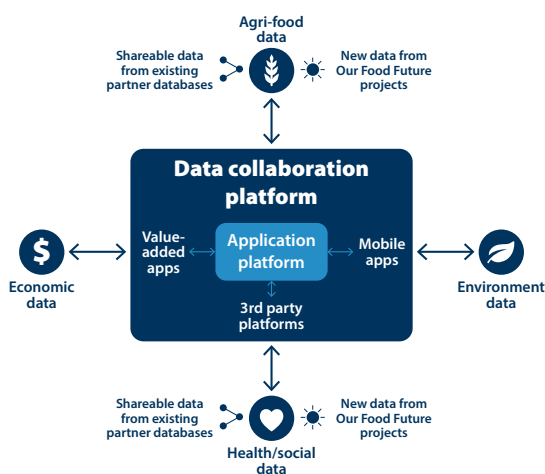 Agri-food
data
Shareable data
from existing
partner databases
New data from
Our Food Future
projects
Data collaboration
platform
Value-
added
apps
Application
platform
Mobile
apps
3rd party
platforms
$
Economic
data
Environment
data
Shareable data
from existing
partner databases
New data from
Our Food Future
projects
Health/social
data